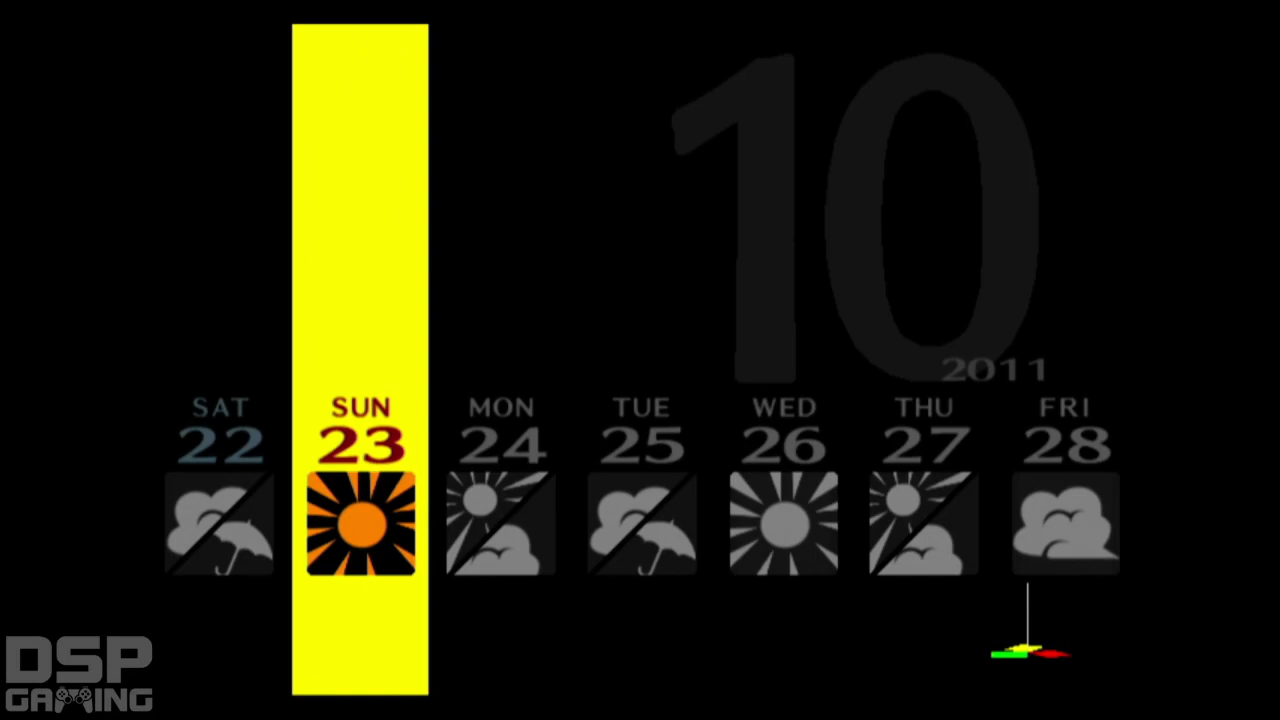 10
2011
SAT SUN MON TUE WED THU FRI
22 23 24 25 26 27 28
DSP
GAMING